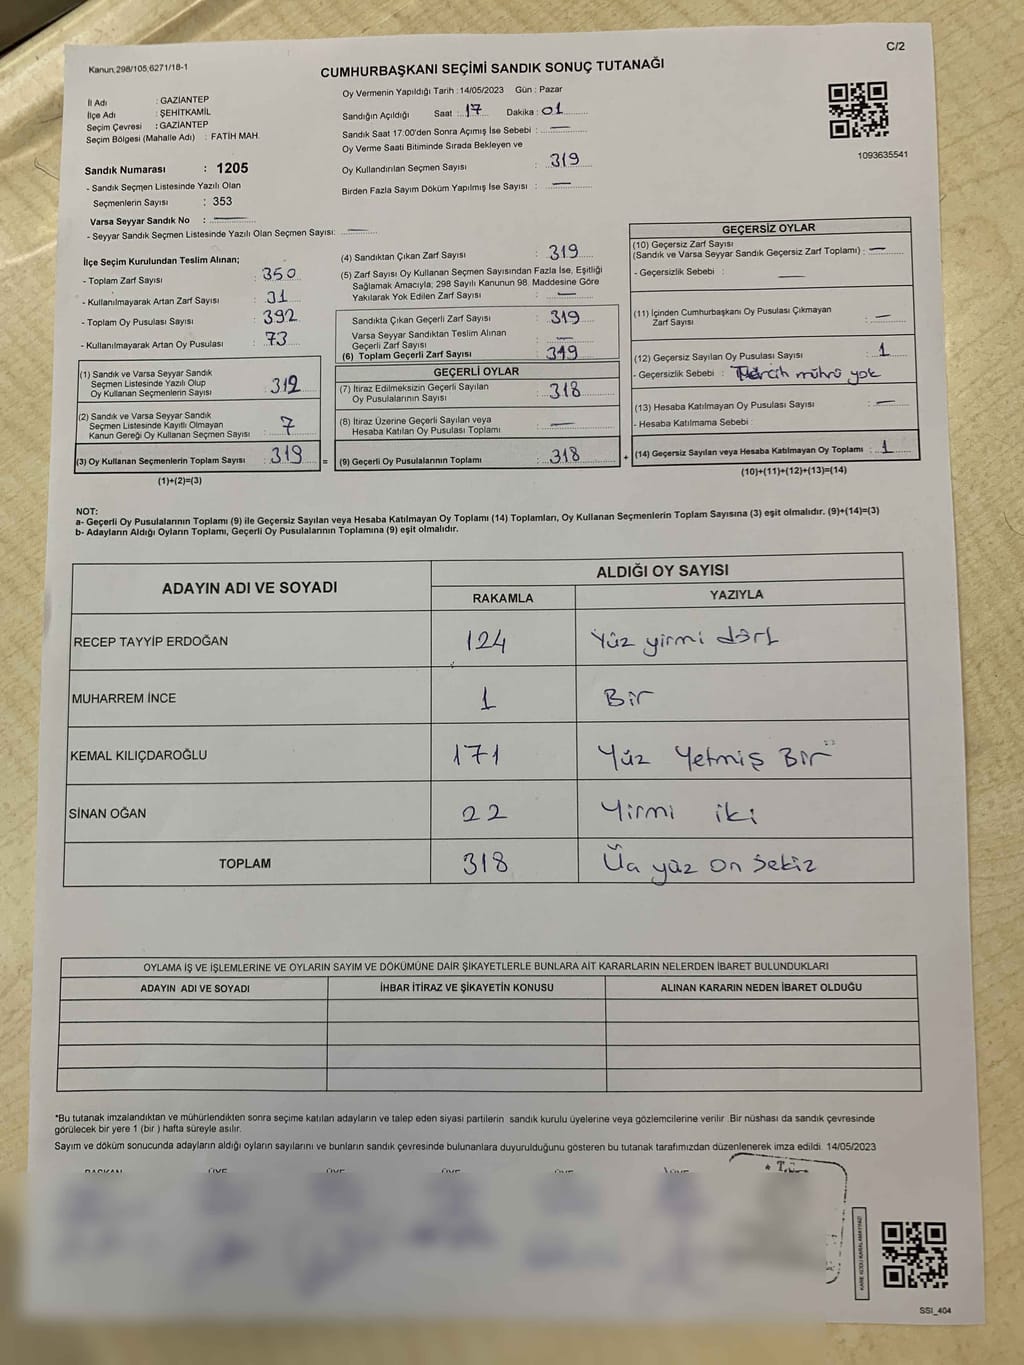 C/2
Kanun,298/105,6271/18-1
CUMHURBAŞKANI SEÇİMİ SANDIK SONUÇ TUTANAĞI
İl Adı : GAZİANTEP
İlçe Adı : ŞEHİTKAMİL
Seçim Çevresi : GAZİANTEP
Seçim Bölgesi (Mahalle Adı) : FATİH MAH.
Sandık Numarası : 1205
- Sandık Seçmen Listesinde Yazılı Olan
Seçmenlerin Sayısı : 353
Varsa Seyyar Sandık No : —
- Seyyar Sandık Seçmen Listesinde Yazılı Olan Seçmen Sayısı: —
Oy Vermenin Yapıldığı Tarih :14/05/2023 Gün : Pazar
Sandığın Açıldığı Saat : 17 Dakika : 01
Sandık Saat 17:00'den Sonra Açımış İse Sebebi : —
Oy Verme Saati Bitiminde Sırada Bekleyen ve
Oy Kullandırılan Seçmen Sayısı : 319
Birden Fazla Sayım Döküm Yapılmış İse Sayısı : —
1093635541
İlçe Seçim Kurulundan Teslim Alınan;
- Toplam Zarf Sayısı : 350
- Kullanılmayarak Artan Zarf Sayısı : 31
- Toplam Oy Pusulası Sayısı : 392
- Kullanılmayarak Artan Oy Pusulası : 73
(1) Sandık ve Varsa Seyyar Sandık
Seçmen Listesinde Yazılı Olup
Oy Kullanan Seçmenlerin Sayısı : 312
(2) Sandık ve Varsa Seyyar Sandık
Seçmen Listesinde Kayıtlı Olmayan
Kanun Gereği Oy Kullanan Seçmen Sayısı : 7
(3) Oy Kullanan Seçmenlerin Toplam Sayısı : 319 =
(1)+(2)=(3)
(4) Sandıktan Çıkan Zarf Sayısı : 319
(5) Zarf Sayısı Oy Kullanan Seçmen Sayısından Fazla İse, Eşitliği
Sağlamak Amacıyla; 298 Sayılı Kanunun 98. Maddesine Göre
Yakılarak Yok Edilen Zarf Sayısı : —
Sandıkta Çıkan Geçerli Zarf Sayısı : 319
Varsa Seyyar Sandıktan Teslim Alınan
Geçerli Zarf Sayısı : —
(6) Toplam Geçerli Zarf Sayısı : 319
GEÇERLİ OYLAR
(7) İtiraz Edilmeksizin Geçerli Sayılan
Oy Pusulalarının Sayısı : 318
(8) İtiraz Üzerine Geçerli Sayılan veya
Hesaba Katılan Oy Pusulası Toplamı : —
(9) Geçerli Oy Pusulalarının Toplamı : 318 +
GEÇERSİZ OYLAR
(10) Geçersiz Zarf Sayısı
(Sandık ve Varsa Seyyar Sandık Geçersiz Zarf Toplamı) : —
- Geçersizlik Sebebi : —
(11) İçinden Cumhurbaşkanı Oy Pusulası Çıkmayan
Zarf Sayısı : —
(12) Geçersiz Sayılan Oy Pusulası Sayısı : 1
- Geçersizlik Sebebi : Tercih mührü yok
(13) Hesaba Katılmayan Oy Pusulası Sayısı : —
- Hesaba Katılmama Sebebi :
(14) Geçersiz Sayılan veya Hesaba Katılmayan Oy Toplamı : 1
(10)+(11)+(12)+(13)=(14)
NOT:
a- Geçerli Oy Pusulalarının Toplamı (9) ile Geçersiz Sayılan veya Hesaba Katılmayan Oy Toplamı (14) Toplamları, Oy Kullanan Seçmenlerin Toplam Sayısına (3) eşit olmalıdır. (9)+(14)=(3)
b- Adayların Aldığı Oyların Toplamı, Geçerli Oy Pusulalarının Toplamına (9) eşit olmalıdır.
ADAYIN ADI VE SOYADI ALDIĞI OY SAYISI
RAKAMLA YAZIYLA
RECEP TAYYİP ERDOĞAN 124 Yüz yirmi dört
MUHARREM İNCE 1 Bir
KEMAL KILIÇDAROĞLU 171 Yüz Yetmiş Bir
SİNAN OĞAN 22 Yirmi iki
TOPLAM 318 Üç yüz on sekiz
OYLAMA İŞ VE İŞLEMLERİNE VE OYLARIN SAYIM VE DÖKÜMÜNE DAİR ŞİKAYETLERLE BUNLARA AİT KARARLARIN NELERDEN İBARET BULUNDUKLARI
ADAYIN ADI VE SOYADI İHBAR İTİRAZ VE ŞİKAYETİN KONUSU ALINAN KARARIN NEDEN İBARET OLDUĞU
*Bu tutanak imzalandıktan ve mühürlendikten sonra seçime katılan adayların ve talep eden siyasi partilerin sandık kurulu üyelerine veya gözlemcilerine verilir .Bir nüshası da sandık çevresinde
görülecek bir yere 1 (bir ) hafta süreyle asılır.
Sayım ve döküm sonucunda adayların aldığı oyların sayılarını ve bunların sandık çevresinde bulunanlara duyurulduğunu gösteren bu tutanak tarafımızdan düzenlenerek imza edildi. 14/05/2023
BAŞKAN ÜYE ÜYE ÜYE ÜYE ÜYE
KARE KODU KARALAMAYINIZ!
SSI_404